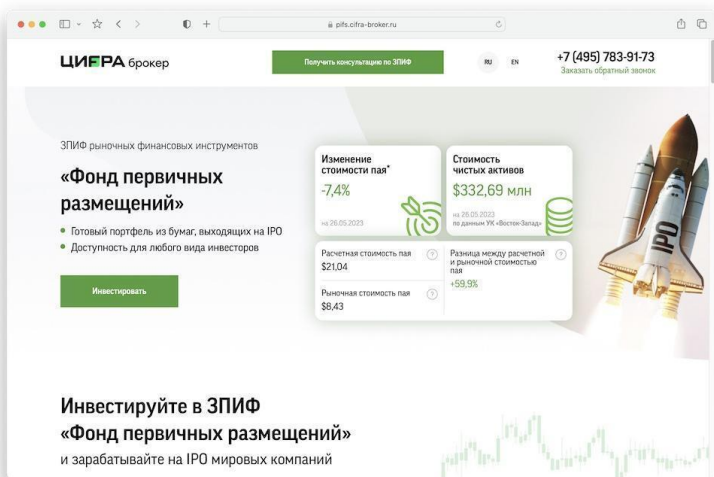 pifs.cifra-broker.ru
ЦИФРА брокер
Получить консультацию по ЗПИФ
RU EN
+7 (495) 783-91-73
Заказать обратный звонок
ЗПИФ рыночных финансовых инструментов
«Фонд первичных
размещений»
Готовый портфель из бумаг, выходящих на IPO
Доступность для любого вида инвесторов
Инвестировать
Изменение
стоимости пая*
-7,4%
на 26.05.2023
Стоимость
чистых активов
$332,69 млн
на 26.05.2023
по данным УК «Восток-Запад»
Расчетная стоимость пая ?
$21,04
Рыночная стоимость пая ?
$8,43
Разница между расчетной ?
и рыночной стоимостью
пая
+59,9%
IPO
Инвестируйте в ЗПИФ
«Фонд первичных размещений»
и зарабатывайте на IPO мировых компаний